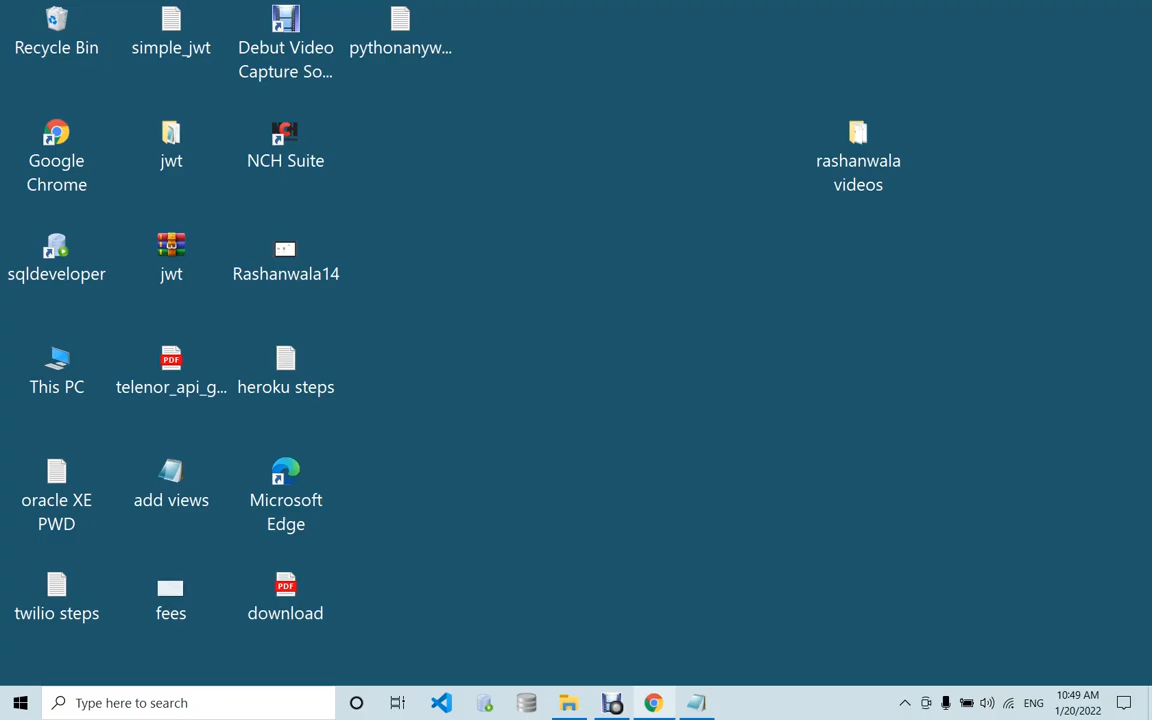 Recycle Bin
simple_jwt
Debut Video
Capture So...
pythonanyw...
Google
Chrome
jwt
NCH Suite
rashanwala
videos
sqldeveloper
jwt
Rashanwala14
This PC
PDF
telenor_api_g...
heroku steps
oracle XE
PWD
add views
Microsoft
Edge
twilio steps
fees
PDF
download
Type here to search
ENG
10:49 AM
1/20/2022